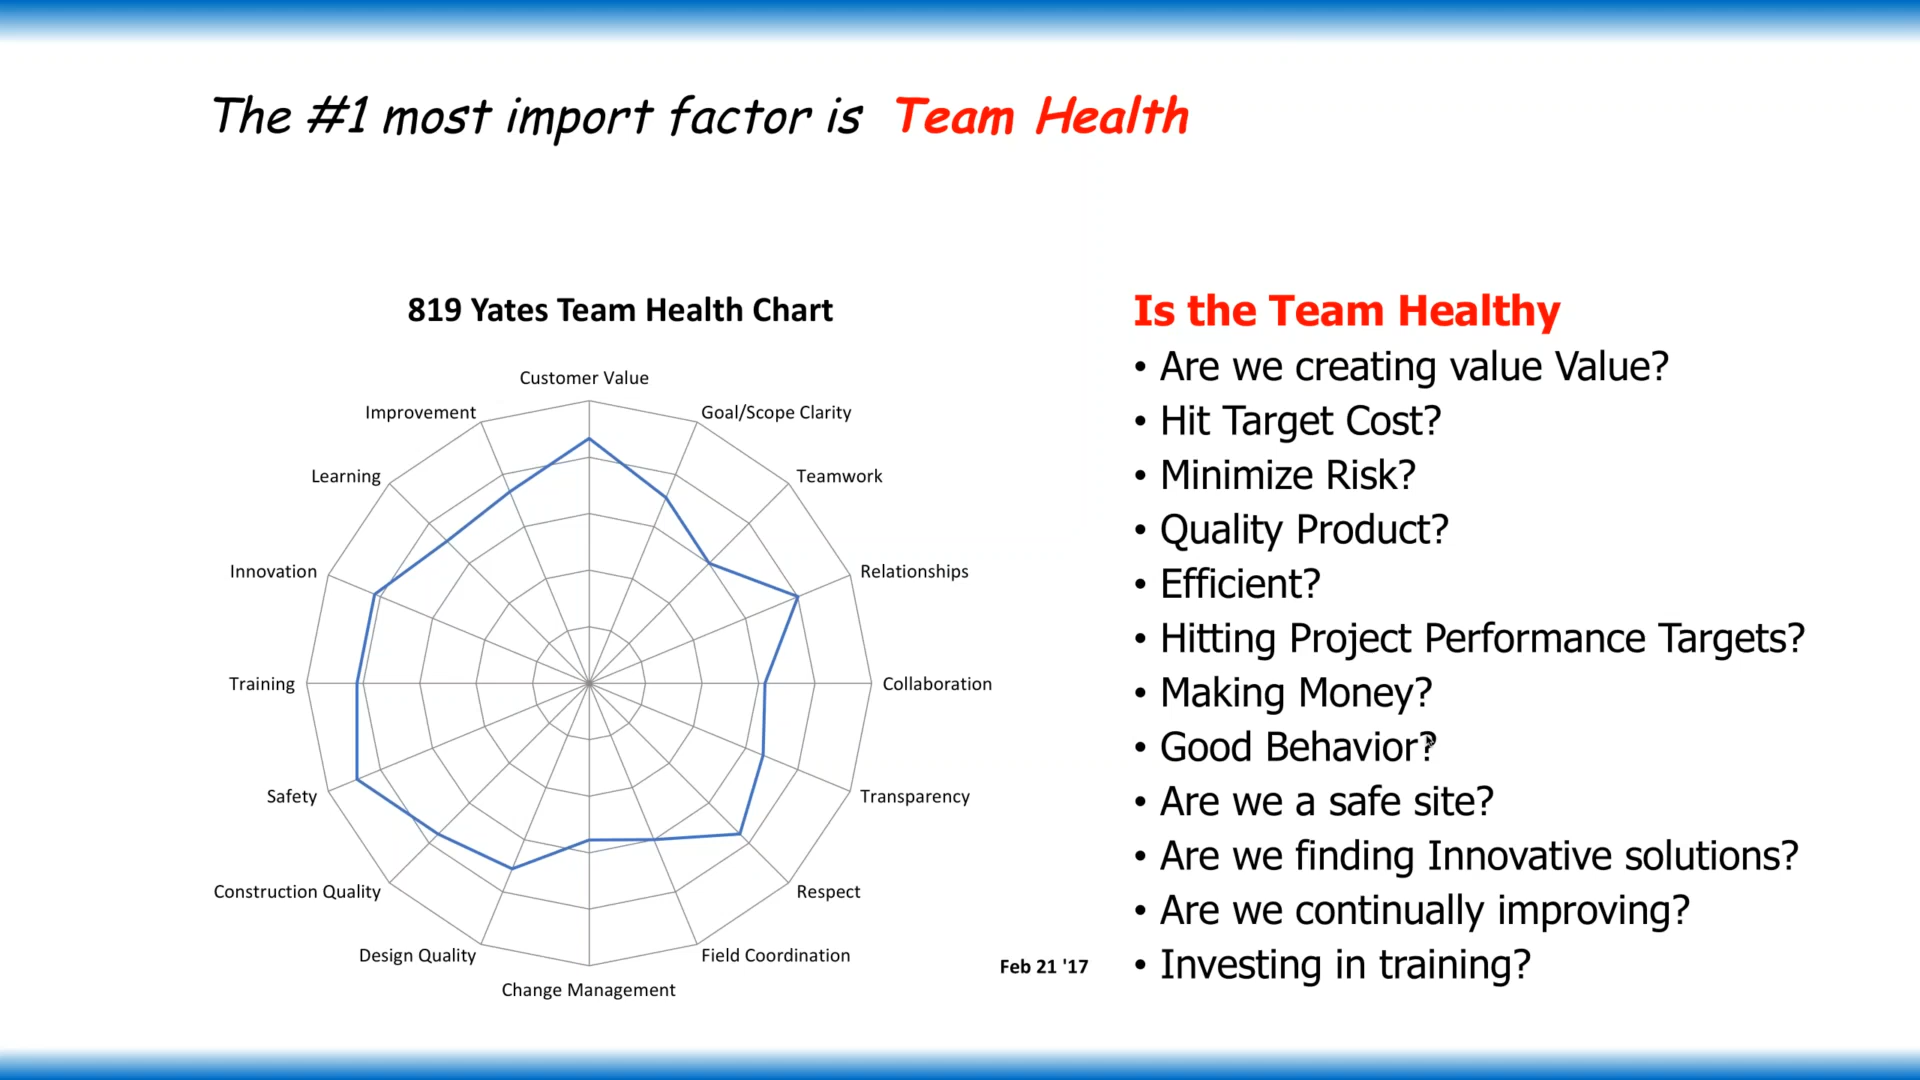 The #1 most import factor is Team Health
819 Yates Team Health Chart
Customer Value
Goal/Scope Clarity
Teamwork
Relationships
Collaboration
Transparency
Respect
Field Coordination
Change Management
Design Quality
Construction Quality
Safety
Training
Innovation
Learning
Improvement
Feb 21 '17
Is the Team Healthy
• Are we creating value Value?
• Hit Target Cost?
• Minimize Risk?
• Quality Product?
• Efficient?
• Hitting Project Performance Targets?
• Making Money?
• Good Behavior?
• Are we a safe site?
• Are we finding Innovative solutions?
• Are we continually improving?
• Investing in training?